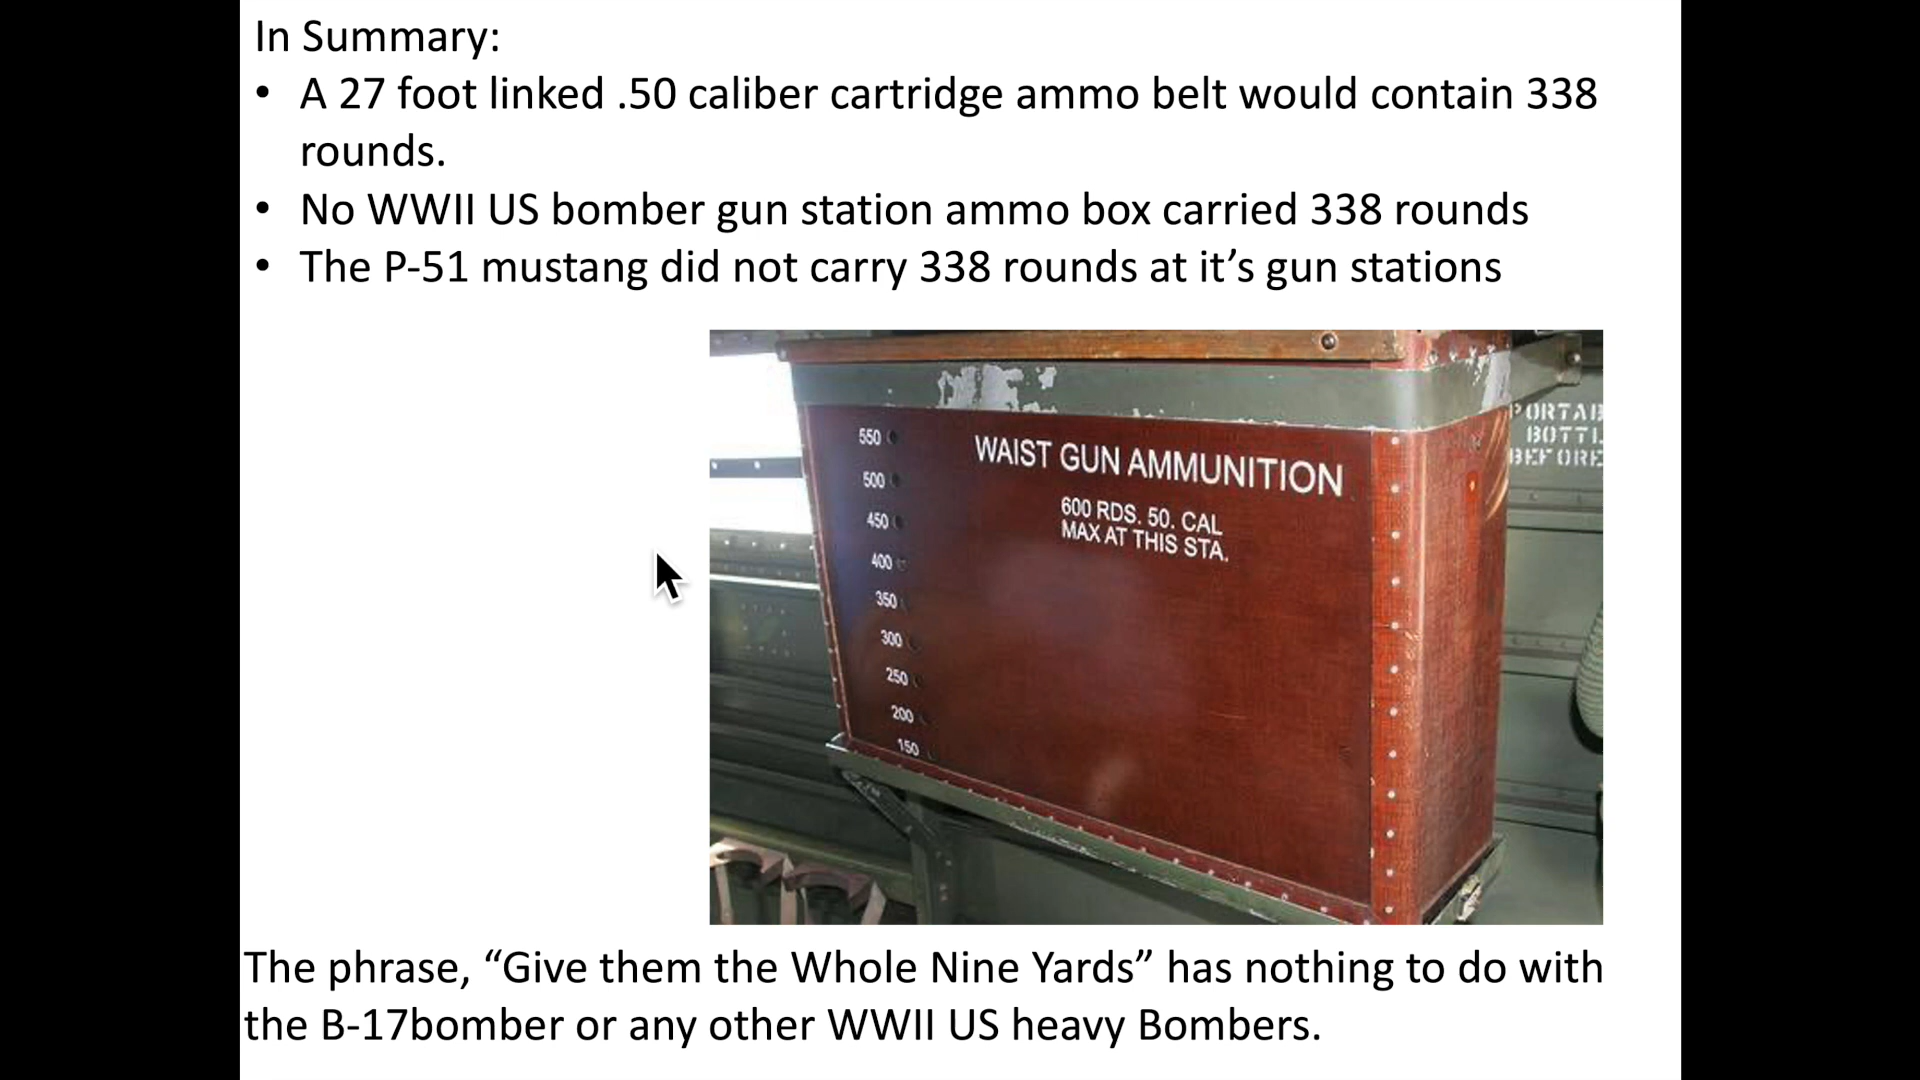 In Summary:
• A 27 foot linked .50 caliber cartridge ammo belt would contain 338
rounds.
• No WWII US bomber gun station ammo box carried 338 rounds
• The P-51 mustang did not carry 338 rounds at it’s gun stations
550
500
450
400
350
300
250
200
150
WAIST GUN AMMUNITION
600 RDS. 50. CAL
MAX AT THIS STA.
BEFORE
The phrase, “Give them the Whole Nine Yards” has nothing to do with
the B-17bomber or any other WWII US heavy Bombers.